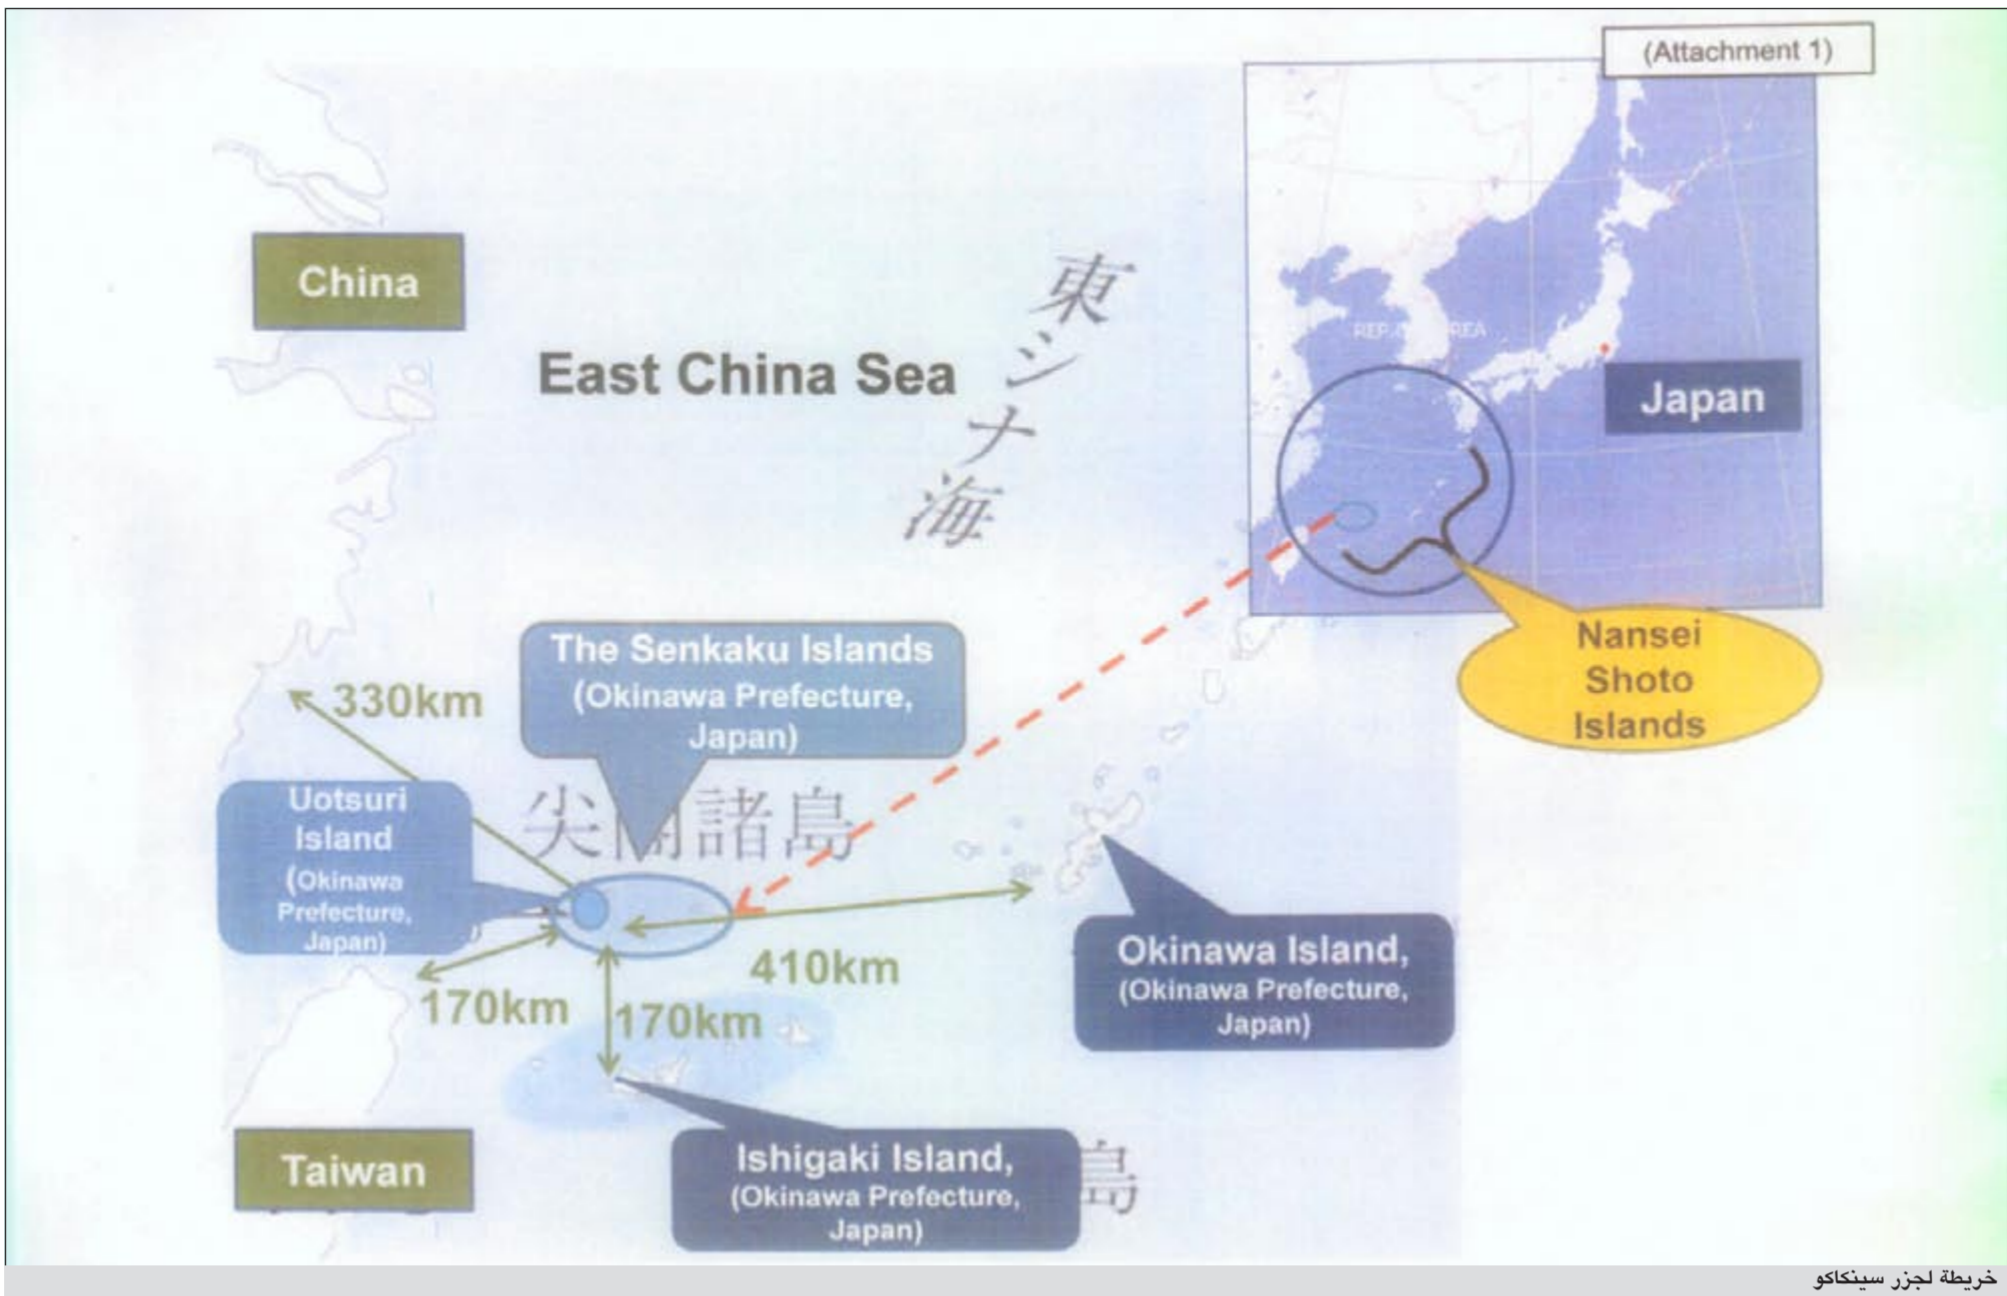 (Attachment 1)
China
East China Sea
東シナ海
Japan
Nansei
Shoto
Islands
The Senkaku Islands
(Okinawa Prefecture,
Japan)
330km
尖閣諸島
Uotsuri
Island
(Okinawa
Prefecture,
Japan)
410km
170km
170km
Okinawa Island,
(Okinawa Prefecture,
Japan)
Taiwan
Ishigaki Island,
(Okinawa Prefecture,
Japan)
島
خريطة لجزر سينكاكو